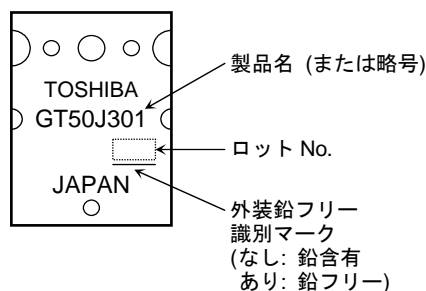 TOSHIBA
GT50J301
JAPAN
製品名 (または略号)
ロット No.
外装鉛フリー
識別マーク
(なし: 鉛含有
あり: 鉛フリー)